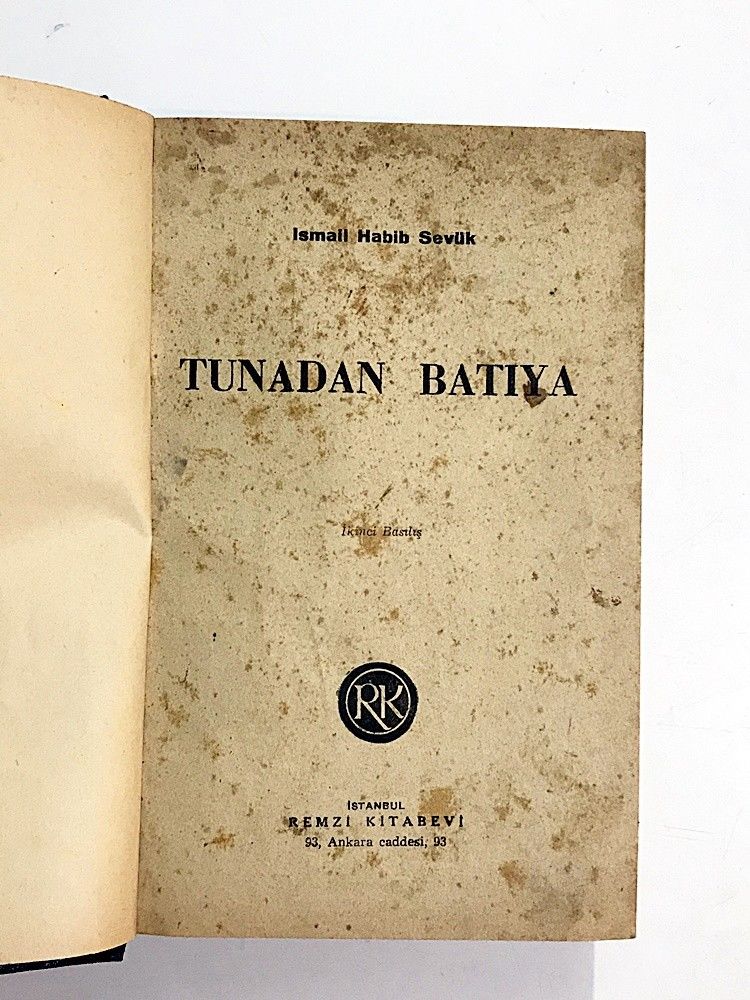 Ismail Habib Sevük
TUNADAN BATIYA
İkinci Basılış
RK
İSTANBUL
REMZİ KİTABEVİ
93, Ankara caddesi, 93